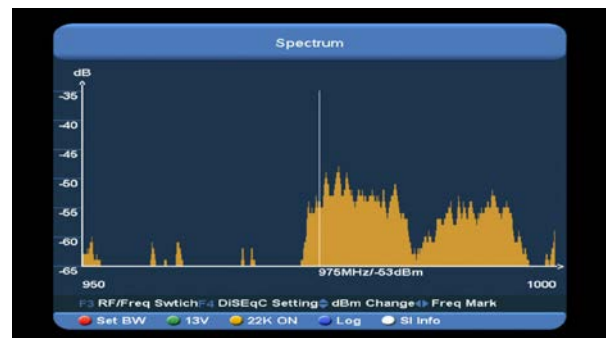 Spectrum
dB
-35
-40
-45
-50
-55
-60
-65
975MHz/-53dBm
950 1000
F3 RF/Freq Swtich F4 DiSEqC Setting dBm Change Freq Mark
Set BW 13V 22K ON Log SI Info